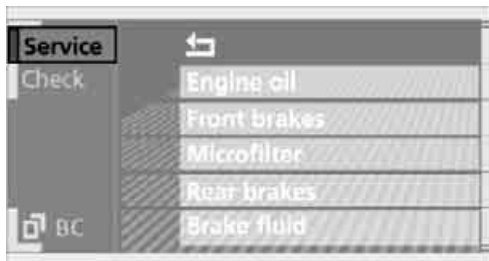 Service
Check
Engine oil
Front brakes
Microfilter
Rear brakes
BC
Brake fluid